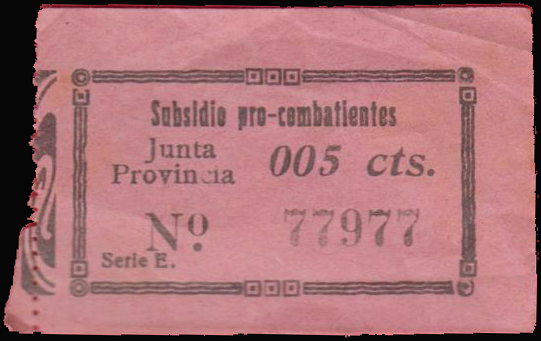 Subsidio pro-combatientes
Junta
Provincia
005 cts.
Nº 77977
Serie E.